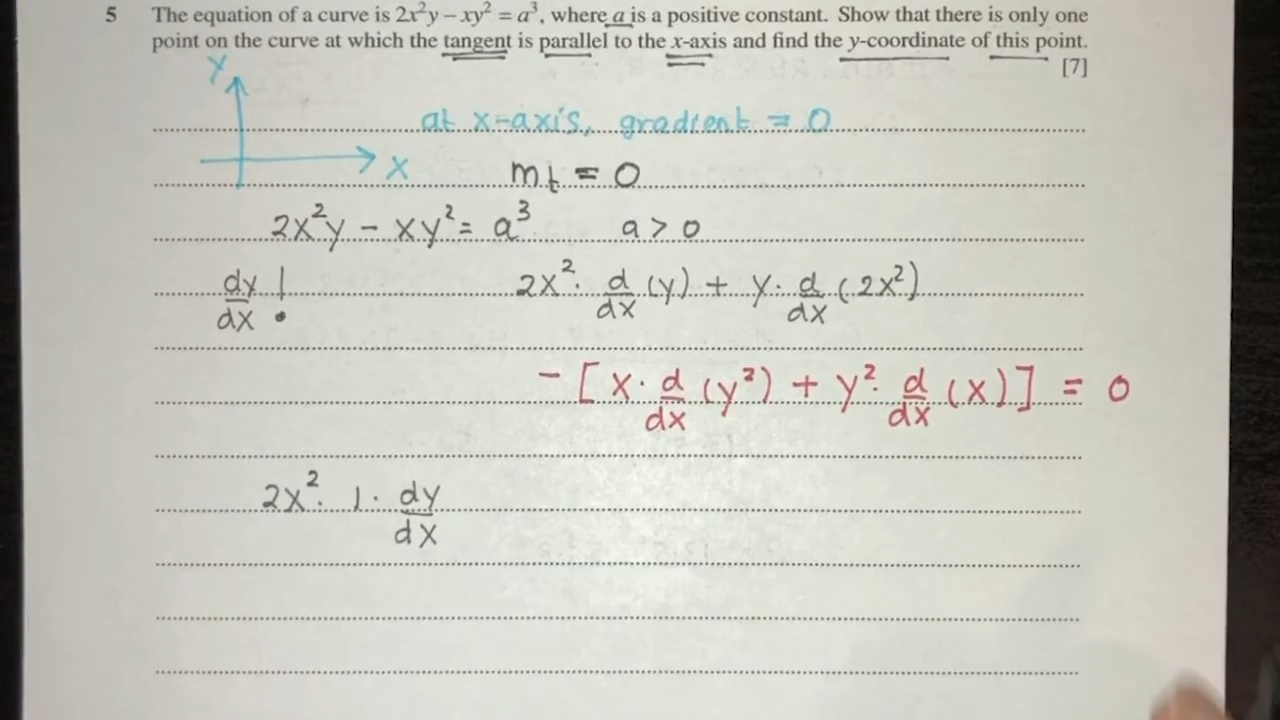 5 The equation of a curve is 2x²y – xy² = a³, where a is a positive constant. Show that there is only one
point on the curve at which the tangent is parallel to the x-axis and find the y-coordinate of this point.
[7]
Y
at x-axis, gradient = 0
X
mt = 0
2x²y - xy² = a³ a > 0
dy/dx ! 2x² · d/dx (y) + y · d/dx (2x²)
- [x · d/dx (y²) + y² · d/dx (x)] = 0
2x² · 1 · dy/dx